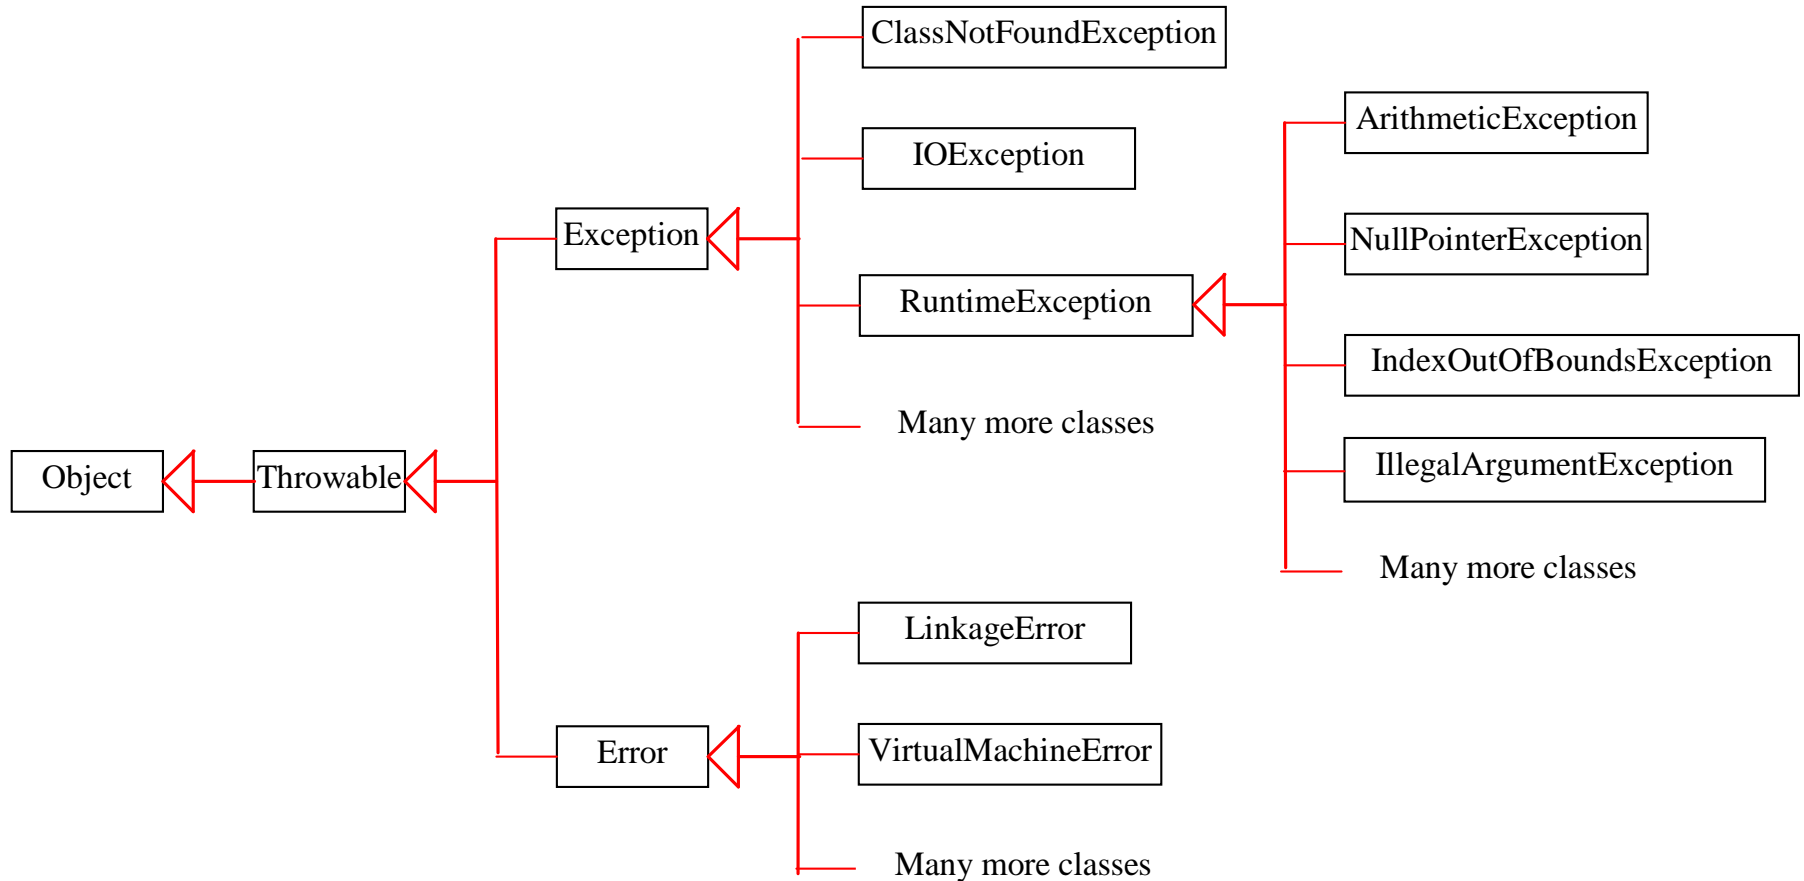 ClassNotFoundException
ArithmeticException
IOException
Exception
NullPointerException
RuntimeException
IndexOutOfBoundsException
Many more classes
Object
Throwable
IllegalArgumentException
Many more classes
LinkageError
Error
VirtualMachineError
Many more classes